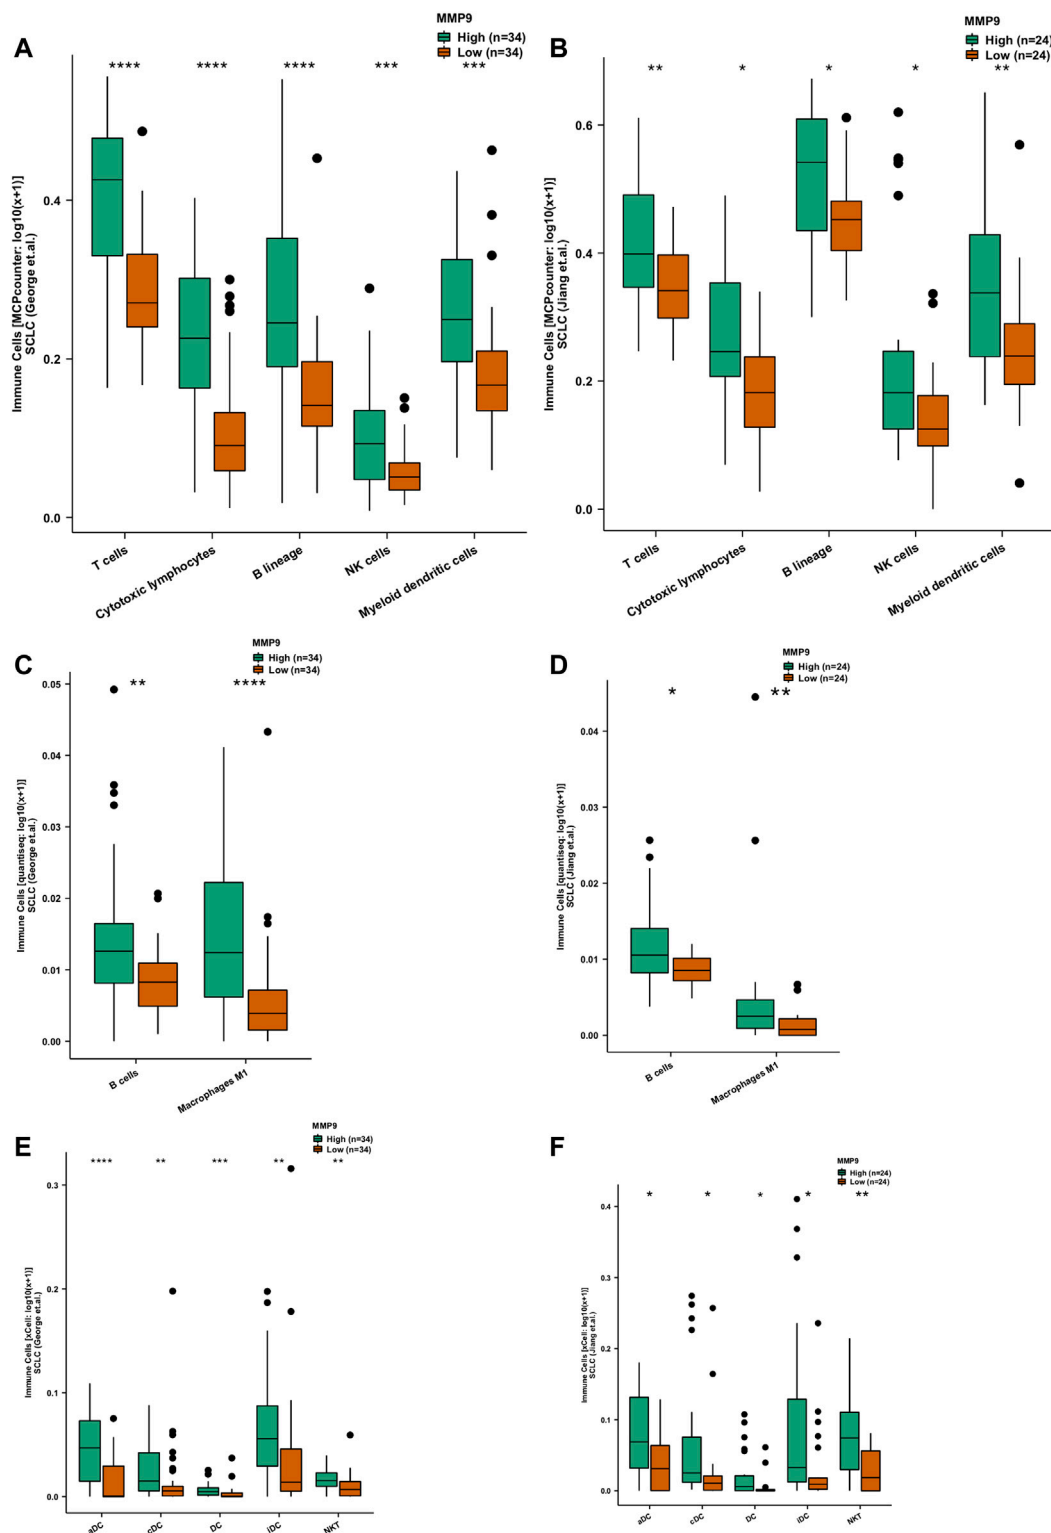 A
MMP9
High (n=34)
Low (n=34)
**** **** **** *** ***
Immune Cells [MCPcounter: log10(x+1)]
SCLC (George et.al.)
0.4
0.2
0.0
T cells
Cytotoxic lymphocytes
B lineage
NK cells
Myeloid dendritic cells
B
MMP9
High (n=24)
Low (n=24)
** * * * **
Immune Cells [MCPcounter: log10(x+1)]
SCLC (Jiang et.al.)
0.6
0.4
0.2
0.0
T cells
Cytotoxic lymphocytes
B lineage
NK cells
Myeloid dendritic cells
C
MMP9
High (n=34)
Low (n=34)
** ****
Immune Cells [quantiseq: log10(x+1)]
SCLC (George et.al.)
0.05
0.04
0.03
0.02
0.01
0.00
B cells
Macrophages M1
D
MMP9
High (n=24)
Low (n=24)
* **
Immune Cells [quantiseq: log10(x+1)]
SCLC (Jiang et.al.)
0.04
0.03
0.02
0.01
0.00
B cells
Macrophages M1
E
MMP9
High (n=34)
Low (n=34)
**** ** *** ** **
Immune Cells [xCell: log10(x+1)]
SCLC (George et.al.)
0.3
0.2
0.1
0.0
aDC
cDC
DC
iDC
NKT
F
MMP9
High (n=24)
Low (n=24)
* * * * **
Immune Cells [xCell: log10(x+1)]
SCLC (Jiang et.al.)
0.4
0.3
0.2
0.1
0.0
aDC
cDC
DC
iDC
NKT